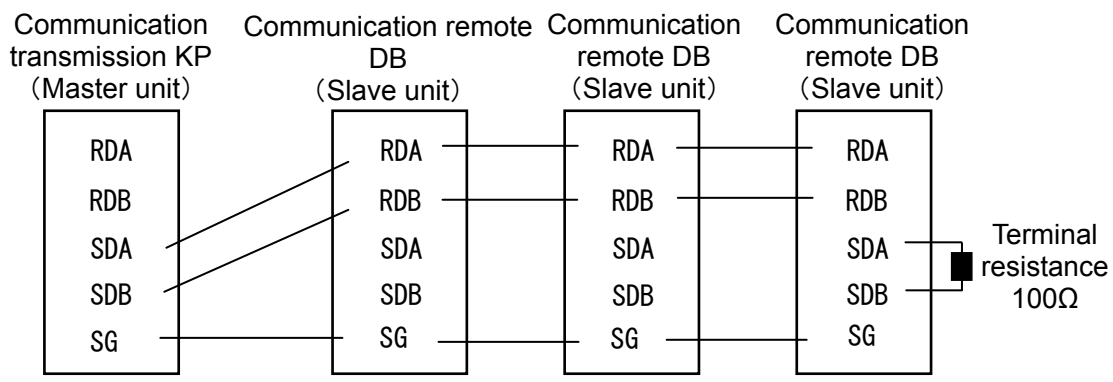 Communication
transmission KP
（Master unit）
Communication remote
DB
（Slave unit）
Communication
remote DB
（Slave unit）
Communication
remote DB
（Slave unit）
RDA
RDB
SDA
SDB
SG
RDA
RDB
SDA
SDB
SG
RDA
RDB
SDA
SDB
SG
RDA
RDB
SDA
SDB
SG
Terminal
resistance
100Ω